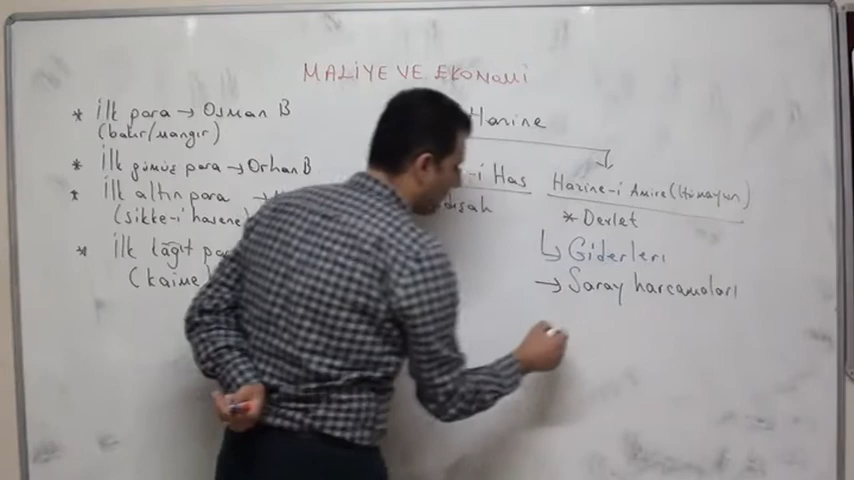 MALİYE VE EKONOMİ
* İlk para → Osman B
(bakır/mangır)
* İlk gümüş para → Orhan B
* İlk altın para →
(sikke-i hasene)
* İlk kâğıt
(kaime)
Hazine
-i Has
dişah
Hazine-i Amire (Hümayun)
* Devlet
↳ Giderleri
→ Saray harcamaları